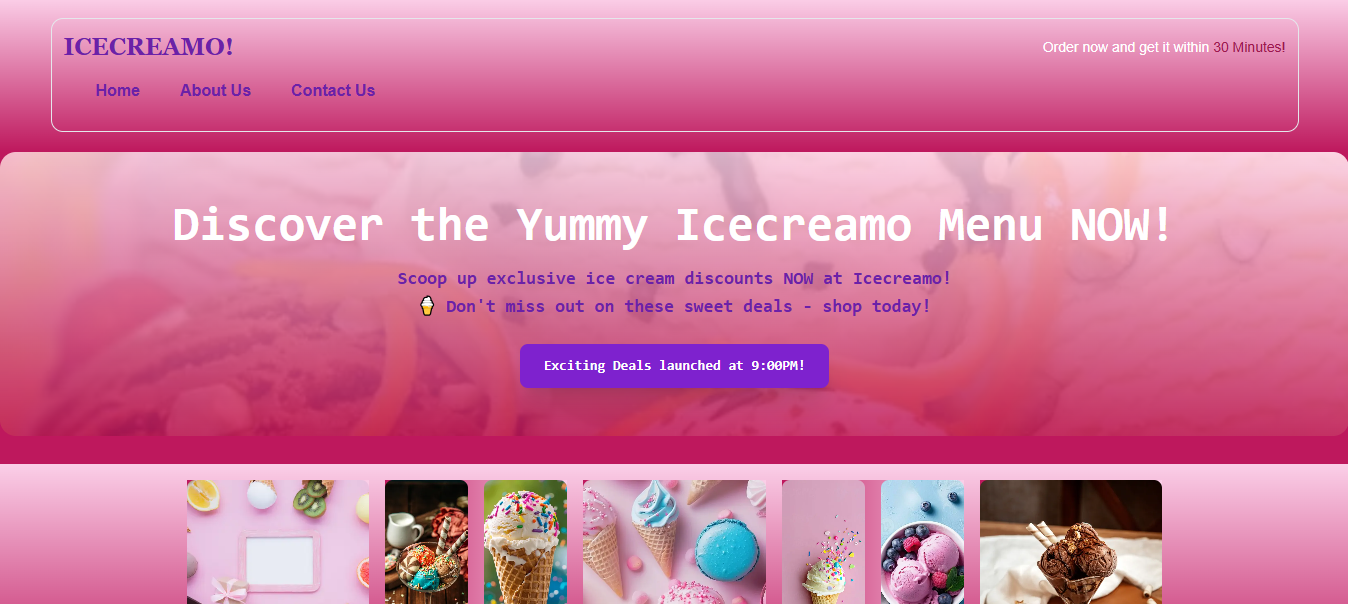 ICECREAMO!
Order now and get it within 30 Minutes!
Home About Us Contact Us
Discover the Yummy Icecreamo Menu NOW!
Scoop up exclusive ice cream discounts NOW at Icecreamo!
🍦 Don't miss out on these sweet deals - shop today!
Exciting Deals launched at 9:00PM!